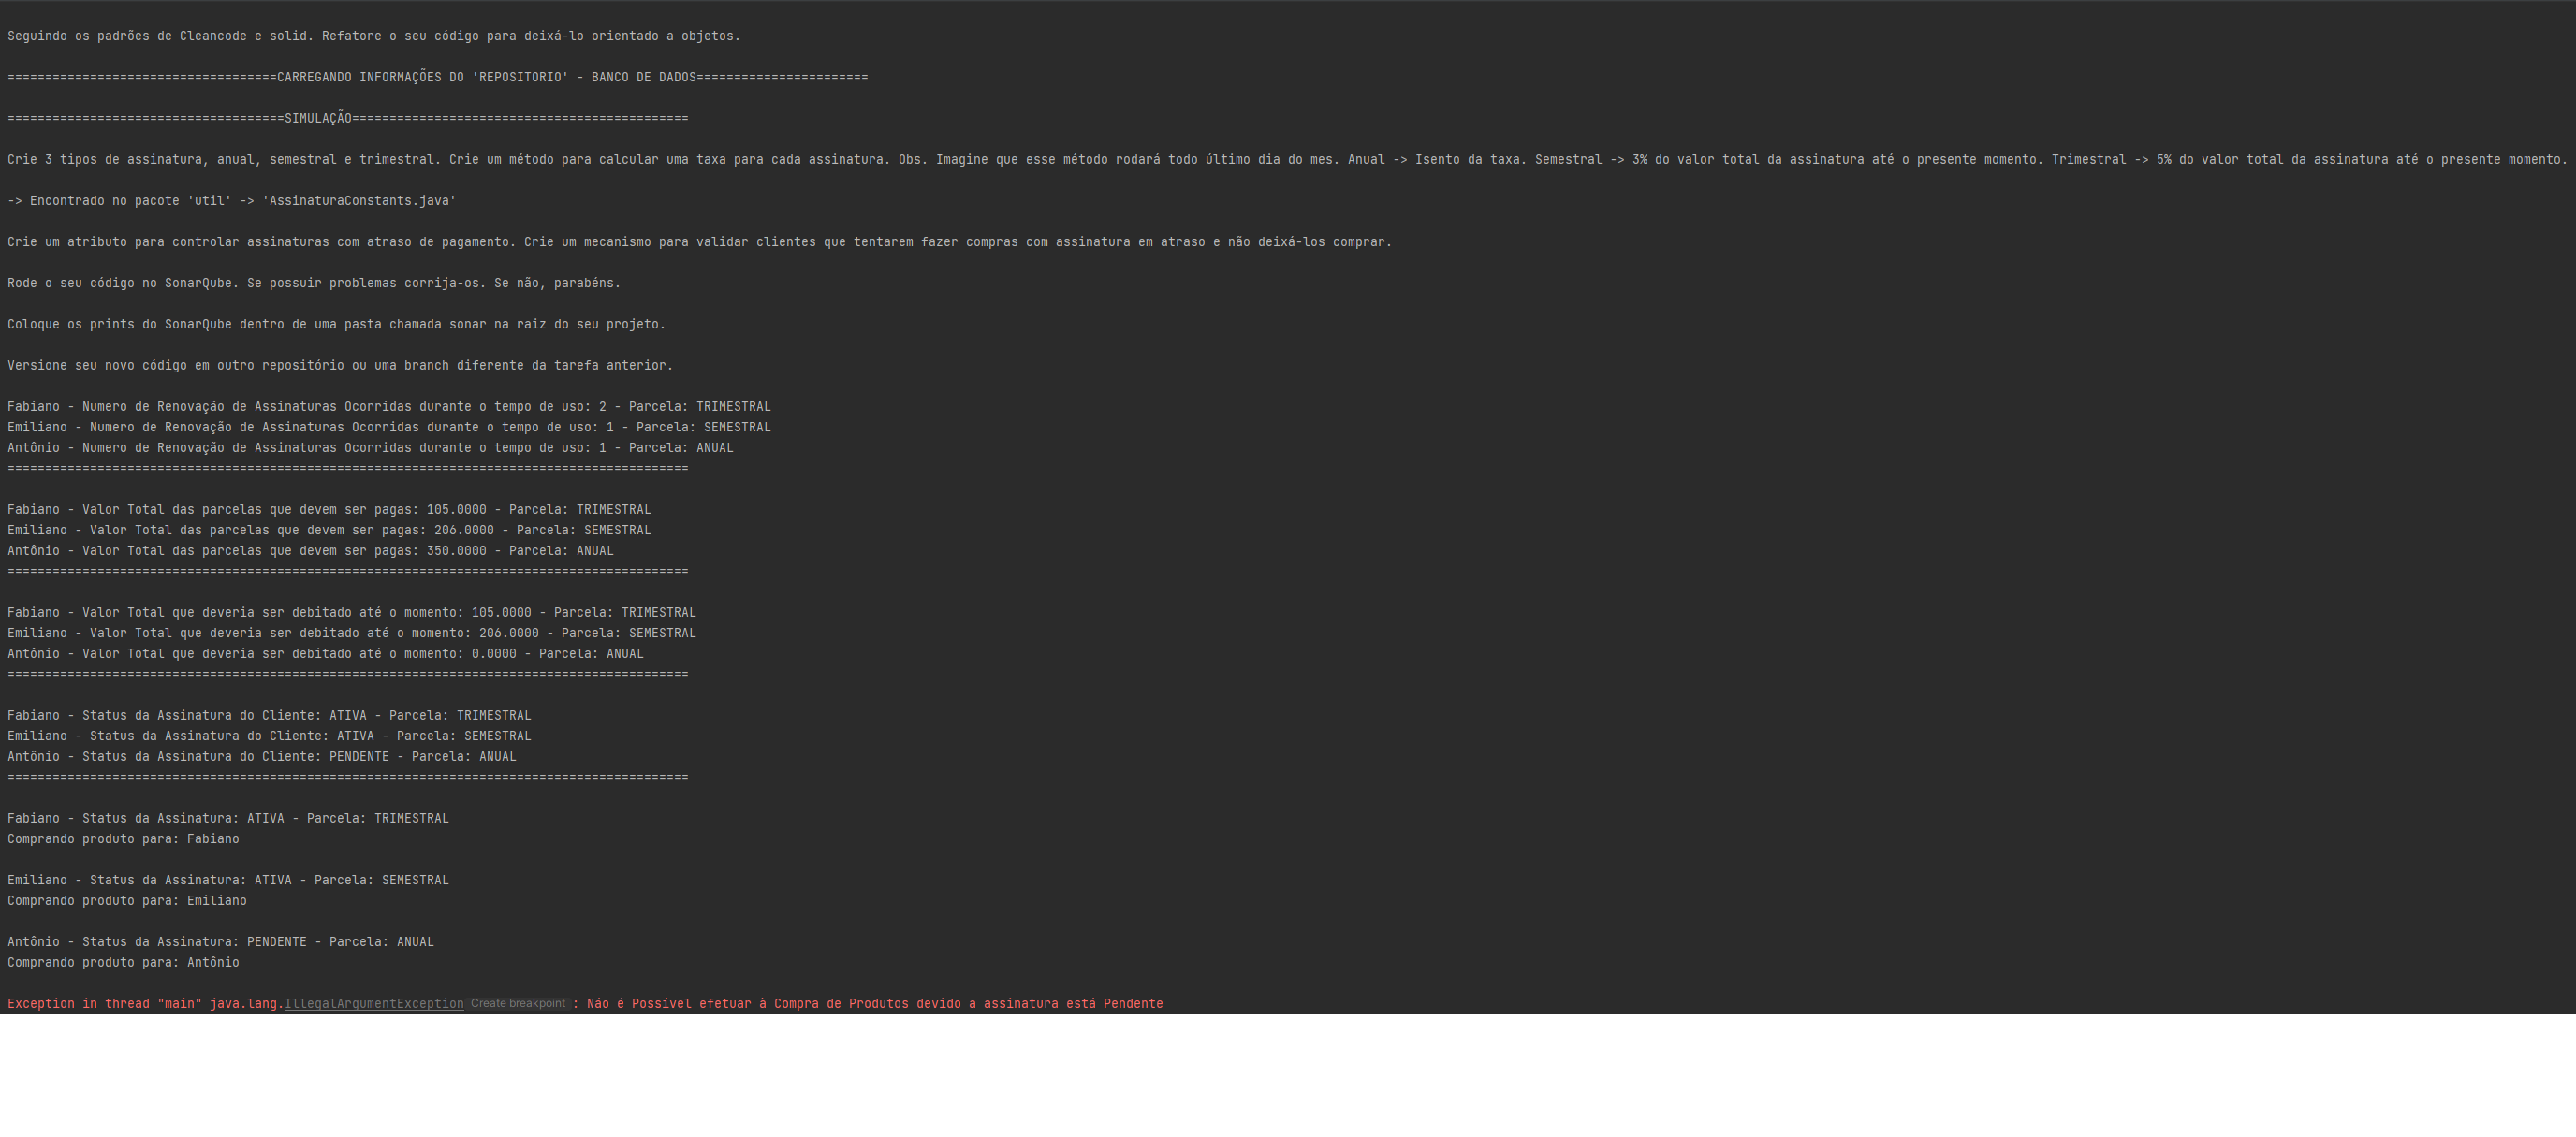 Seguindo os padrões de Cleancode e solid. Refatore o seu código para deixá-lo orientado a objetos.
====================================CARREGANDO INFORMAÇÕES DO 'REPOSITORIO' - BANCO DE DADOS=======================
=====================================SIMULAÇÃO=============================================
Crie 3 tipos de assinatura, anual, semestral e trimestral. Crie um método para calcular uma taxa para cada assinatura. Obs. Imagine que esse método rodará todo último dia do mes. Anual -> Isento da taxa. Semestral -> 3% do valor total da assinatura até o presente momento. Trimestral -> 5% do valor total da assinatura até o presente momento.
-> Encontrado no pacote 'util' -> 'AssinaturaConstants.java'
Crie um atributo para controlar assinaturas com atraso de pagamento. Crie um mecanismo para validar clientes que tentarem fazer compras com assinatura em atraso e não deixá-los comprar.
Rode o seu código no SonarQube. Se possuir problemas corrija-os. Se não, parabéns.
Coloque os prints do SonarQube dentro de uma pasta chamada sonar na raiz do seu projeto.
Versione seu novo código em outro repositório ou uma branch diferente da tarefa anterior.
Fabiano - Numero de Renovação de Assinaturas Ocorridas durante o tempo de uso: 2 - Parcela: TRIMESTRAL
Emiliano - Numero de Renovação de Assinaturas Ocorridas durante o tempo de uso: 1 - Parcela: SEMESTRAL
Antônio - Numero de Renovação de Assinaturas Ocorridas durante o tempo de uso: 1 - Parcela: ANUAL
===========================================================================================
Fabiano - Valor Total das parcelas que devem ser pagas: 105.0000 - Parcela: TRIMESTRAL
Emiliano - Valor Total das parcelas que devem ser pagas: 206.0000 - Parcela: SEMESTRAL
Antônio - Valor Total das parcelas que devem ser pagas: 350.0000 - Parcela: ANUAL
===========================================================================================
Fabiano - Valor Total que deveria ser debitado até o momento: 105.0000 - Parcela: TRIMESTRAL
Emiliano - Valor Total que deveria ser debitado até o momento: 206.0000 - Parcela: SEMESTRAL
Antônio - Valor Total que deveria ser debitado até o momento: 0.0000 - Parcela: ANUAL
===========================================================================================
Fabiano - Status da Assinatura do Cliente: ATIVA - Parcela: TRIMESTRAL
Emiliano - Status da Assinatura do Cliente: ATIVA - Parcela: SEMESTRAL
Antônio - Status da Assinatura do Cliente: PENDENTE - Parcela: ANUAL
===========================================================================================
Fabiano - Status da Assinatura: ATIVA - Parcela: TRIMESTRAL
Comprando produto para: Fabiano
Emiliano - Status da Assinatura: ATIVA - Parcela: SEMESTRAL
Comprando produto para: Emiliano
Antônio - Status da Assinatura: PENDENTE - Parcela: ANUAL
Comprando produto para: Antônio
Exception in thread "main" java.lang.IllegalArgumentException Create breakpoint : Não é Possível efetuar à Compra de Produtos devido a assinatura está Pendente